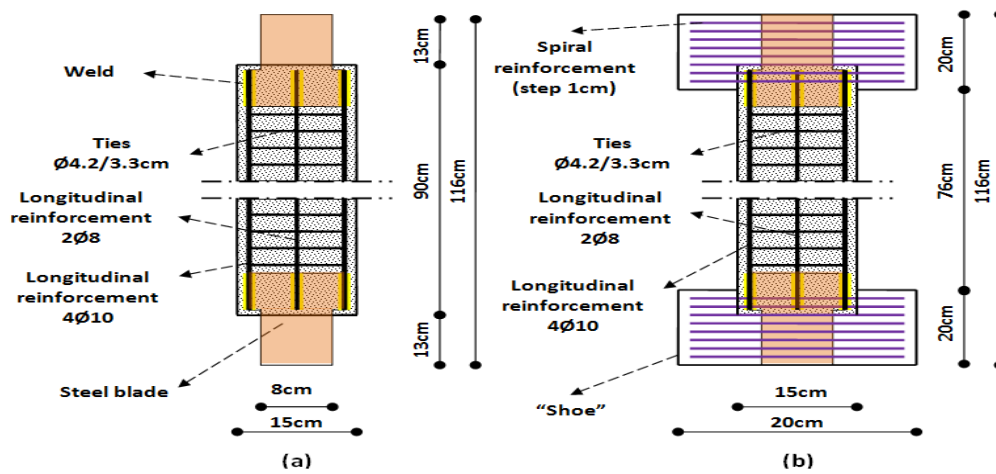 Weld
Ties
Ø4.2/3.3cm
Longitudinal
reinforcement
2Ø8
Longitudinal
reinforcement
4Ø10
Steel blade
13cm
90cm
13cm
116cm
8cm
15cm
(a)
Spiral
reinforcement
(step 1cm)
Ties
Ø4.2/3.3cm
Longitudinal
reinforcement
2Ø8
Longitudinal
reinforcement
4Ø10
“Shoe”
20cm
76cm
20cm
116cm
15cm
20cm
(b)